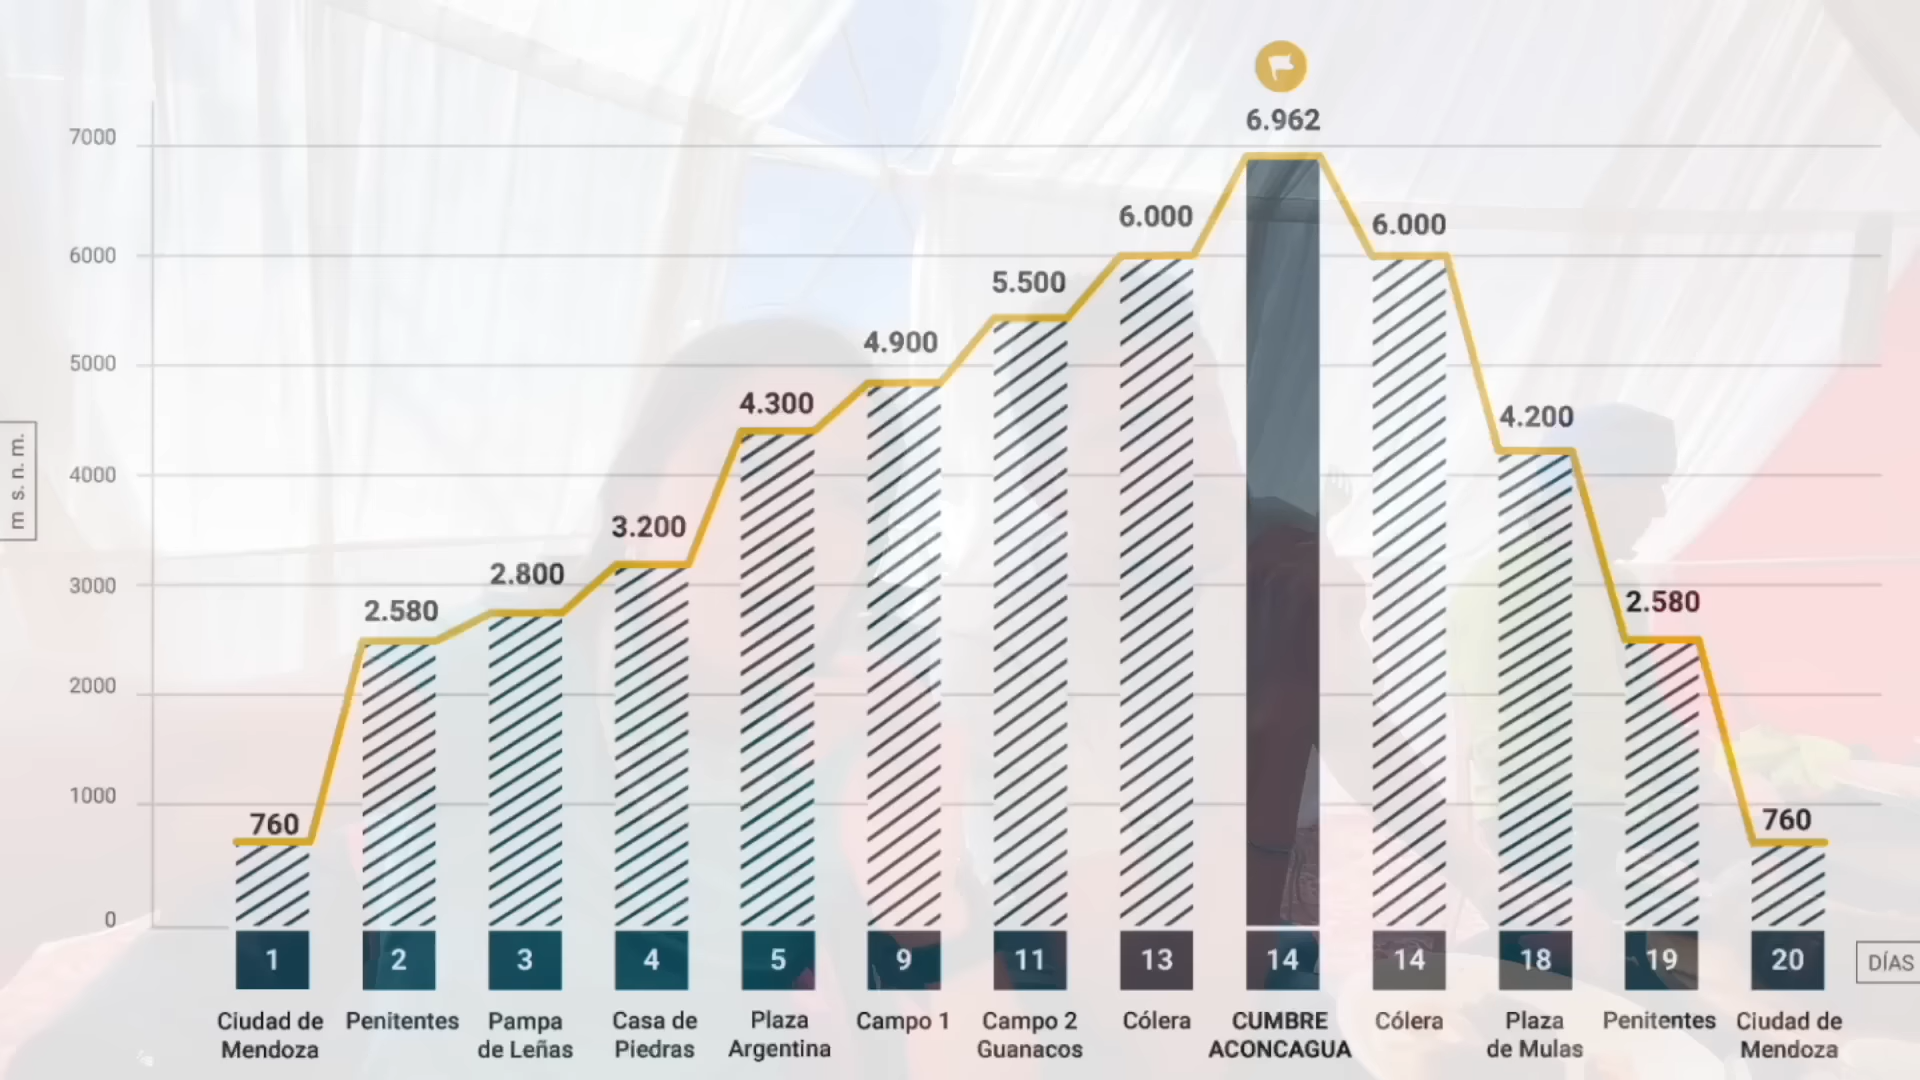 6.962
7000
6.000
6.000
6000
5.500
4.900
5000
4.300
4.200
m s. n. m.
4000
3.200
2.800
3000
2.580
2.580
2000
1000
760
760
0
1 2 3 4 5 9 11 13 14 14 18 19 20 DÍAS
Ciudad de
Mendoza
Penitentes
Pampa
de Leñas
Casa de
Piedras
Plaza
Argentina
Campo 1
Campo 2
Guanacos
Cólera
CUMBRE
ACONCAGUA
Cólera
Plaza
de Mulas
Penitentes
Ciudad de
Mendoza